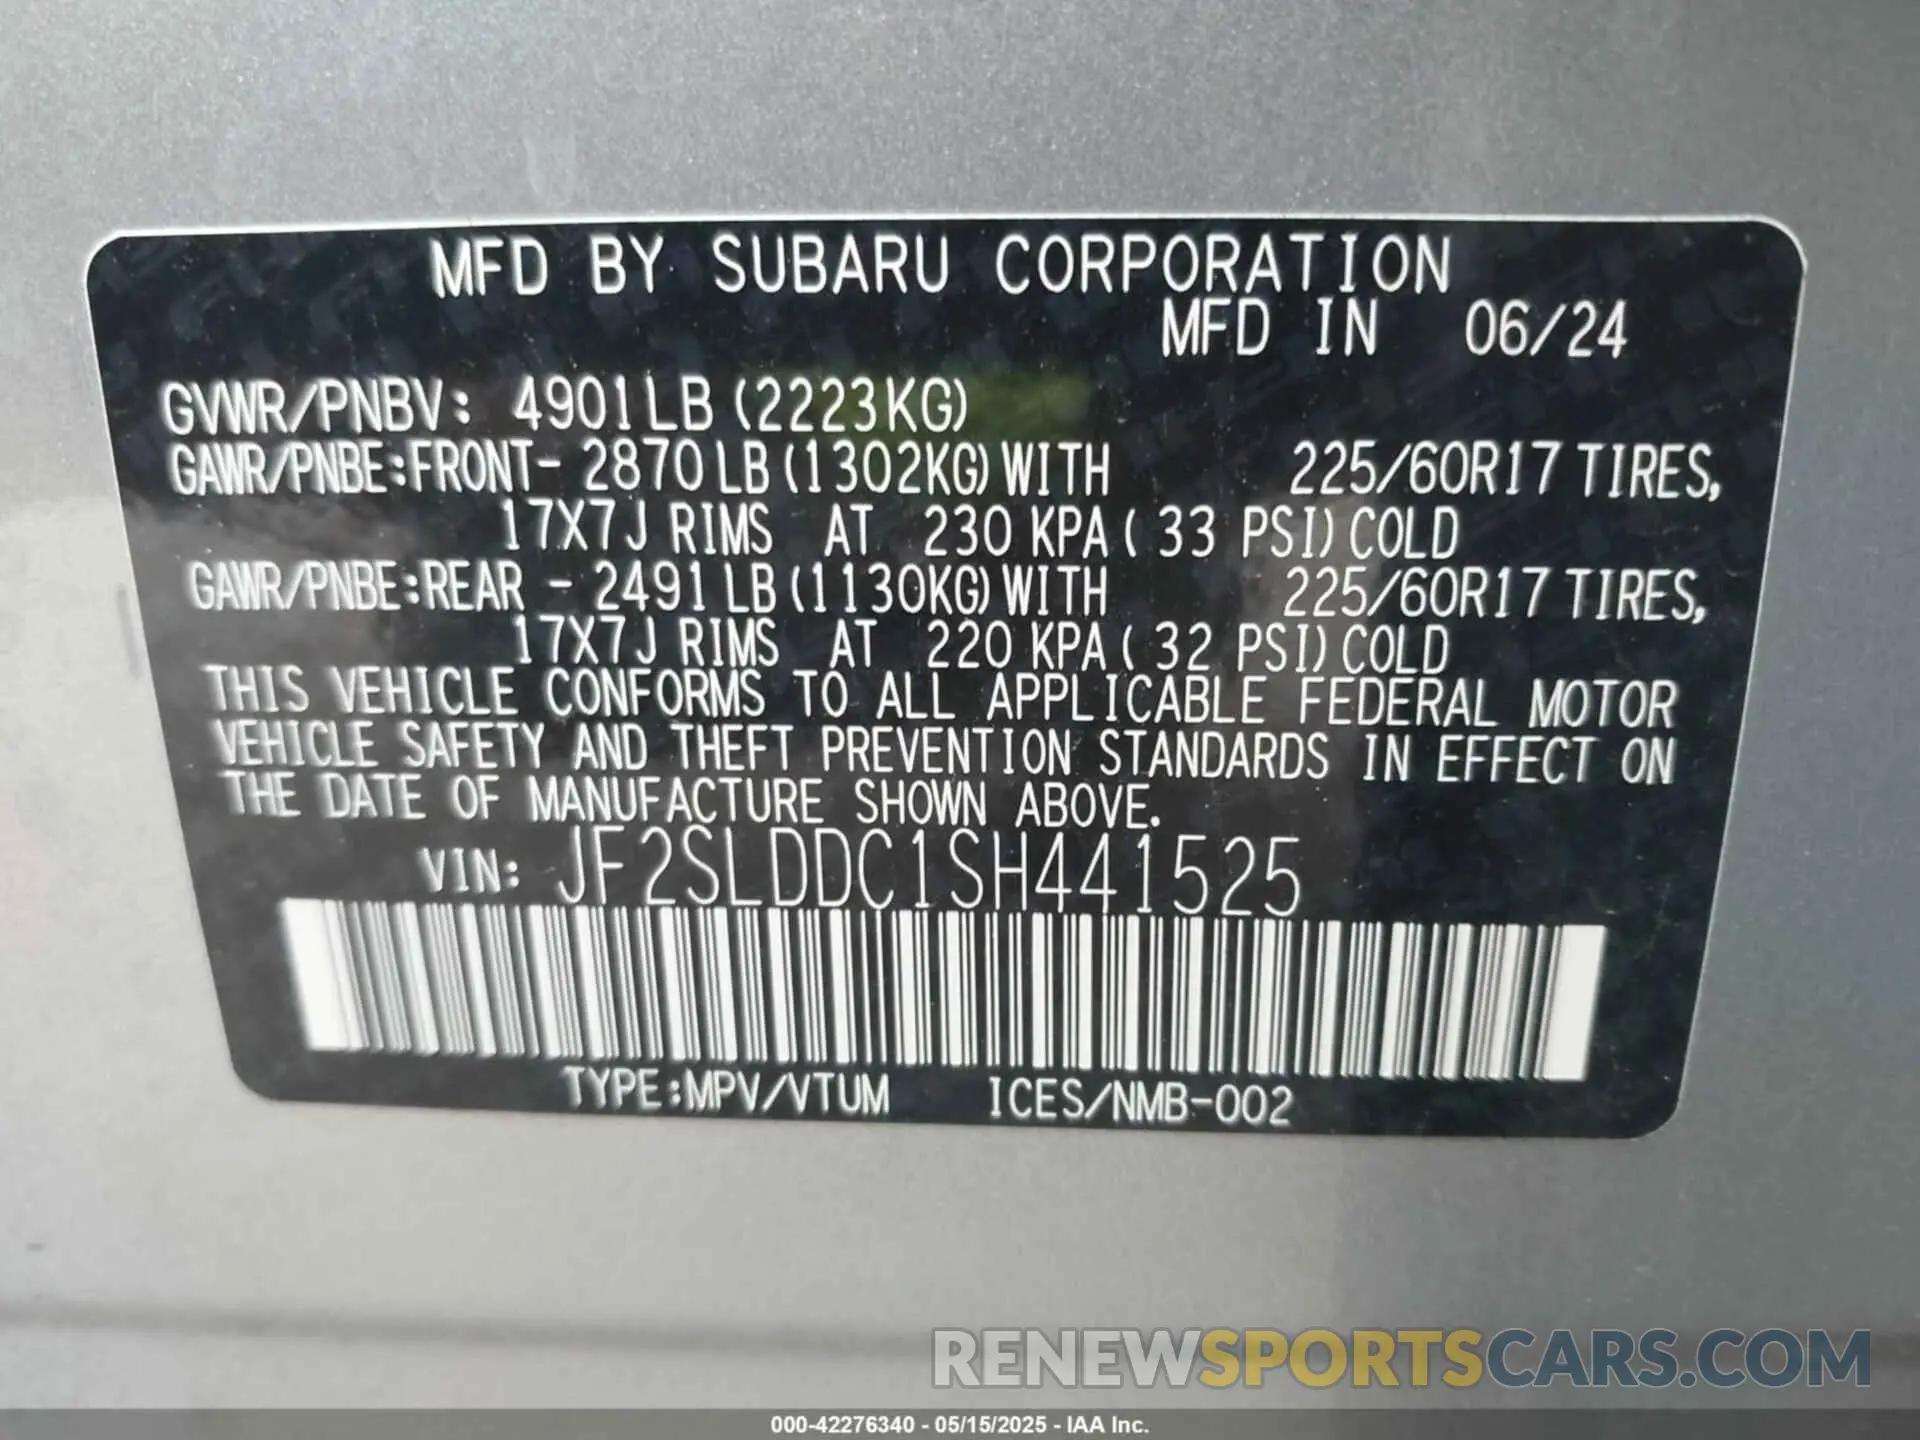 MFD BY SUBARU CORPORATION
MFD IN 06/24
GVWR/PNBV: 4901LB (2223KG)
GAWR/PNBE:FRONT- 2870LB (1302KG) WITH 225/60R17 TIRES,
17X7J RIMS AT 230 KPA ( 33 PSI) COLD
GAWR/PNBE:REAR - 2491LB (1130KG) WITH 225/60R17 TIRES,
17X7J RIMS AT 220 KPA ( 32 PSI) COLD
THIS VEHICLE CONFORMS TO ALL APPLICABLE FEDERAL MOTOR
VEHICLE SAFETY AND THEFT PREVENTION STANDARDS IN EFFECT ON
THE DATE OF MANUFACTURE SHOWN ABOVE.
VIN: JF2SLDDC1SH441525
TYPE:MPV/VTUM ICES/NMB-002
RENEWSPORTSCARS.COM
000-42276340 - 05/15/2025 - IAA Inc.